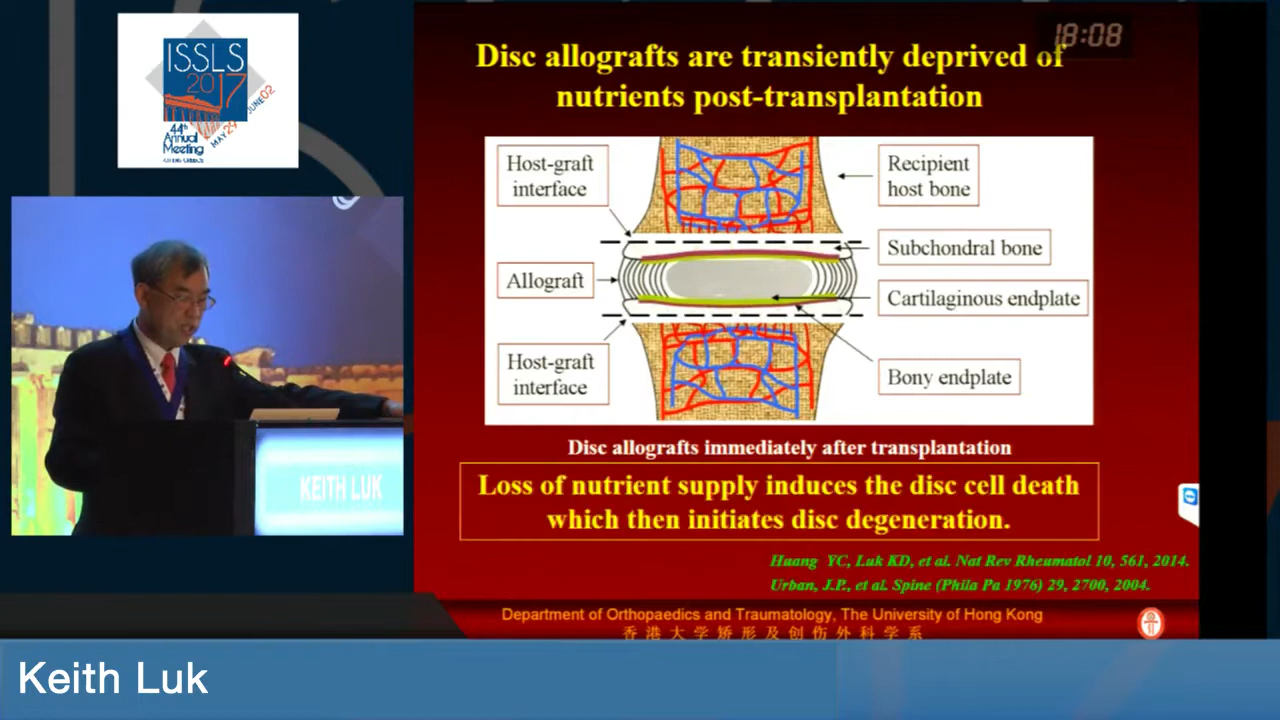 ISSLS
2017
44th
Annual
Meeting
ATHENS GREECE
MAY 29 JUNE 02
18:08
Disc allografts are transiently deprived of
nutrients post-transplantation
Host-graft
interface
Recipient
host bone
Subchondral bone
Allograft
Cartilaginous endplate
Host-graft
interface
Bony endplate
Disc allografts immediately after transplantation
Loss of nutrient supply induces the disc cell death
which then initiates disc degeneration.
Huang YC, Luk KD, et al. Nat Rev Rheumatol 10, 561, 2014.
Urban, J.P., et al. Spine (Phila Pa 1976) 29, 2700, 2004.
Department of Orthopaedics and Traumatology, The University of Hong Kong
香港大学矫形及创伤外科学系
KEITH LUK
Keith Luk